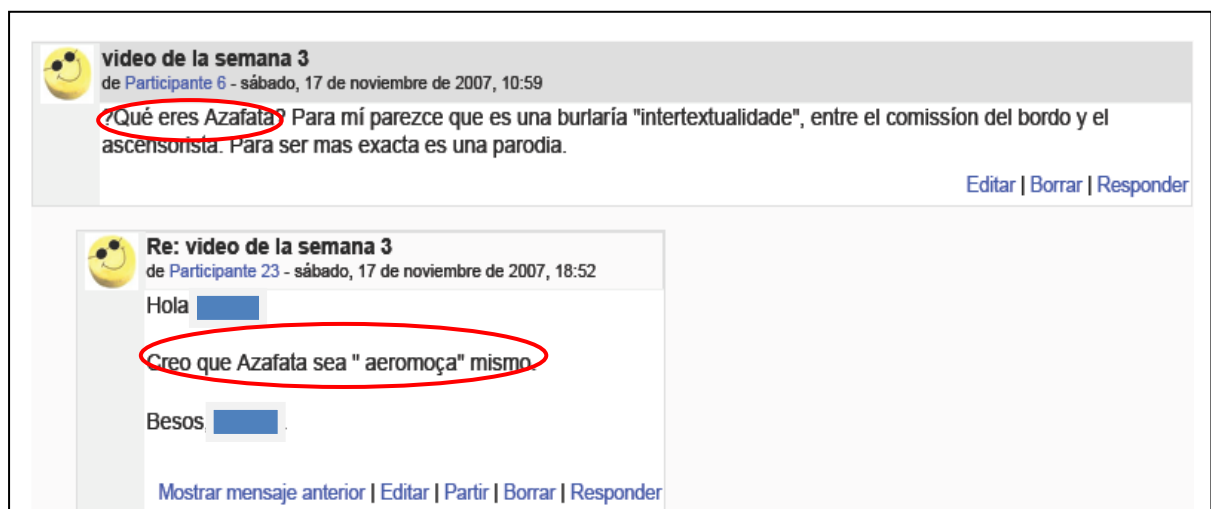 video de la semana 3
de Participante 6 - sábado, 17 de noviembre de 2007, 10:59
?Qué eres Azafata? Para mí parezce que es una burlaría "intertextualidade", entre el comissíon del bordo y el
ascensorista. Para ser mas exacta es una parodia.
Editar | Borrar | Responder
Re: video de la semana 3
de Participante 23 - sábado, 17 de noviembre de 2007, 18:52
Hola
Creo que Azafata sea " aeromoça" mismo.
Besos, .
Mostrar mensaje anterior | Editar | Partir | Borrar | Responder